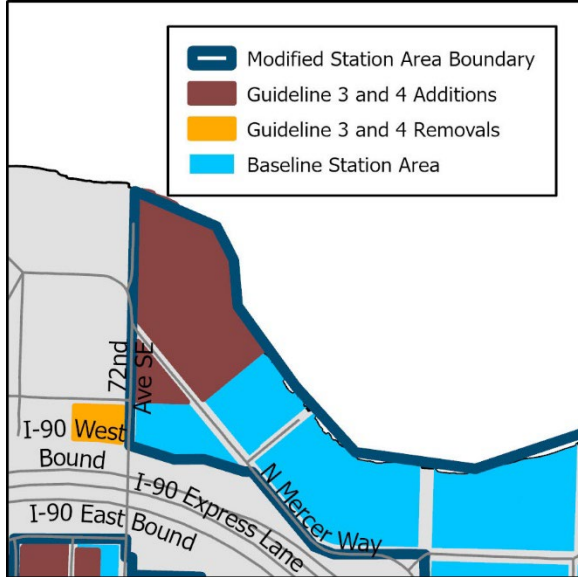 Modified Station Area Boundary
Guideline 3 and 4 Additions
Guideline 3 and 4 Removals
Baseline Station Area
72nd
Ave SE
I-90 West
Bound
I-90 Express Lane
I-90 East Bound
N Mercer Way